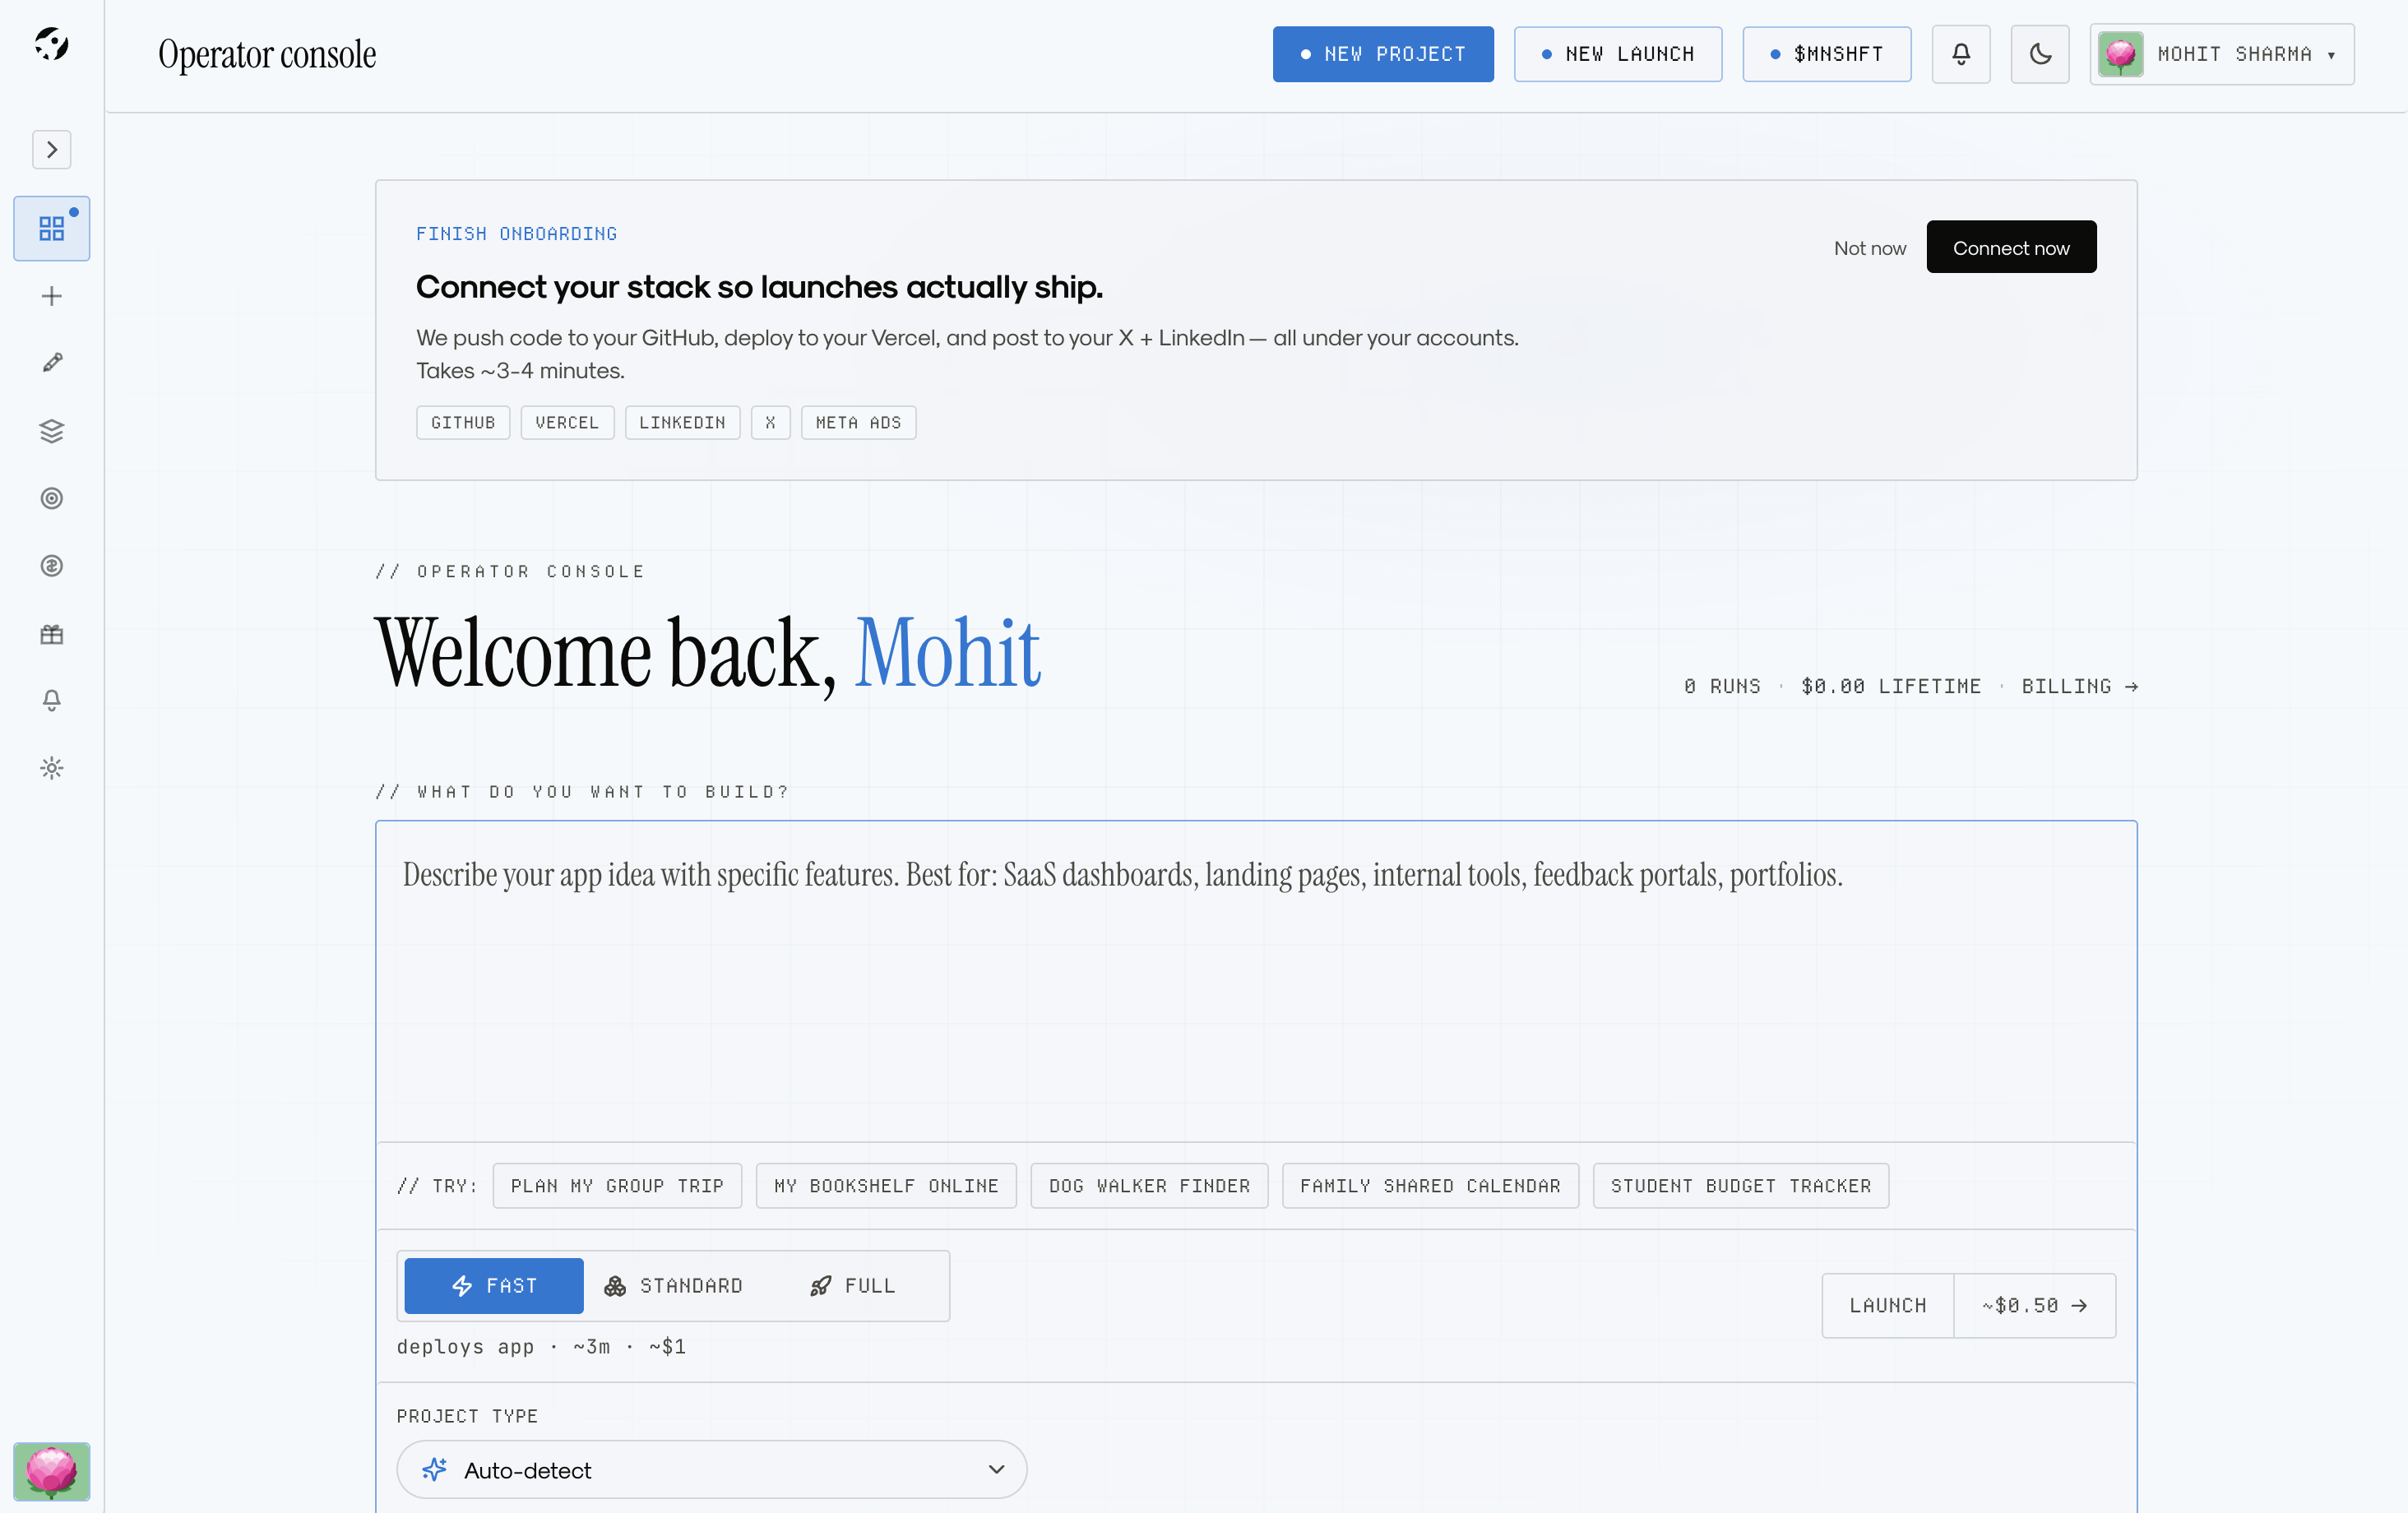 Operator console
NEW PROJECT
NEW LAUNCH
$MNSHFT
MOHIT SHARMA
FINISH ONBOARDING
Not now
Connect now
Connect your stack so launches actually ship.
We push code to your GitHub, deploy to your Vercel, and post to your X + LinkedIn — all under your accounts.
Takes ~3-4 minutes.
GITHUB VERCEL LINKEDIN X META ADS
// OPERATOR CONSOLE
Welcome back, Mohit
0 RUNS · $0.00 LIFETIME · BILLING →
// WHAT DO YOU WANT TO BUILD?
Describe your app idea with specific features. Best for: SaaS dashboards, landing pages, internal tools, feedback portals, portfolios.
// TRY: PLAN MY GROUP TRIP MY BOOKSHELF ONLINE DOG WALKER FINDER FAMILY SHARED CALENDAR STUDENT BUDGET TRACKER
FAST STANDARD FULL
LAUNCH ~$0.50 →
deploys app · ~3m · ~$1
PROJECT TYPE
Auto-detect